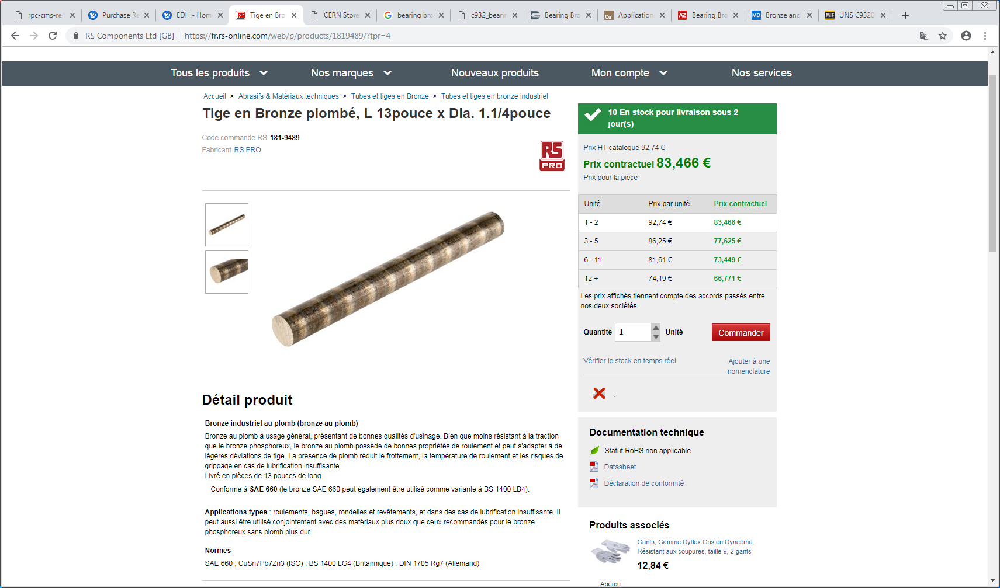 rpc-cms-re4
Purchase Re
EDH - Hom
Tige en Bro
CERN Store
bearing bro
c932_bearin
Bearing Bro
Application
Bearing Bro
Bronze and
UNS C9320
RS Components Ltd [GB] | https://fr.rs-online.com/web/p/products/1819489/?tpr=4
Tous les produits
Nos marques
Nouveaux produits
Mon compte
Nos services
Accueil > Abrasifs & Matériaux techniques > Tubes et tiges en Bronze > Tubes et tiges en bronze industriel
Tige en Bronze plombé, L 13pouce x Dia. 1.1/4pouce
Code commande RS 181-9489
Fabricant RS PRO
RS
PRO
10 En stock pour livraison sous 2
jour(s)
Prix HT catalogue 92,74 €
Prix contractuel 83,466 €
Prix pour la pièce
Unité Prix par unité Prix contractuel
1 - 2 92,74 € 83,466 €
3 - 5 86,25 € 77,625 €
6 - 11 81,61 € 73,449 €
12 + 74,19 € 66,771 €
Les prix affichés tiennent compte des accords passés entre
nos deux sociétés
Quantité 1 Unité Commander
Vérifier le stock en temps réel
Ajouter à une
nomenclature
.
Détail produit
Bronze industriel au plomb (bronze au plomb)
Bronze au plomb à usage général, présentant de bonnes qualités d'usinage. Bien que moins résistant à la traction
que le bronze phosphoreux, le bronze au plomb possède de bonnes propriétés de roulement et peut s'adapter à de
légères déviations de tige. La présence de plomb réduit le frottement, la température de roulement et les risques de
grippage en cas de lubrification insuffisante.
Livré en pièces de 13 pouces de long.
Conforme à SAE 660 (le bronze SAE 660 peut également être utilisé comme variante à BS 1400 LB4).
Applications types : roulements, bagues, rondelles et revêtements, et dans des cas de lubrification insuffisante. Il
peut aussi être utilisé conjointement avec des matériaux plus doux que ceux recommandés pour le bronze
phosphoreux sans plomb plus dur.
Normes
SAE 660 ; CuSn7Pb7Zn3 (ISO) ; BS 1400 LG4 (Britannique) ; DIN 1705 Rg7 (Allemand)
Documentation technique
Statut RoHS non applicable
Datasheet
Déclaration de conformité
Produits associés
Gants, Gamme Dyflex Gris en Dyneema,
Résistant aux coupures, taille 9, 2 gants
12,84 €
Aperçu